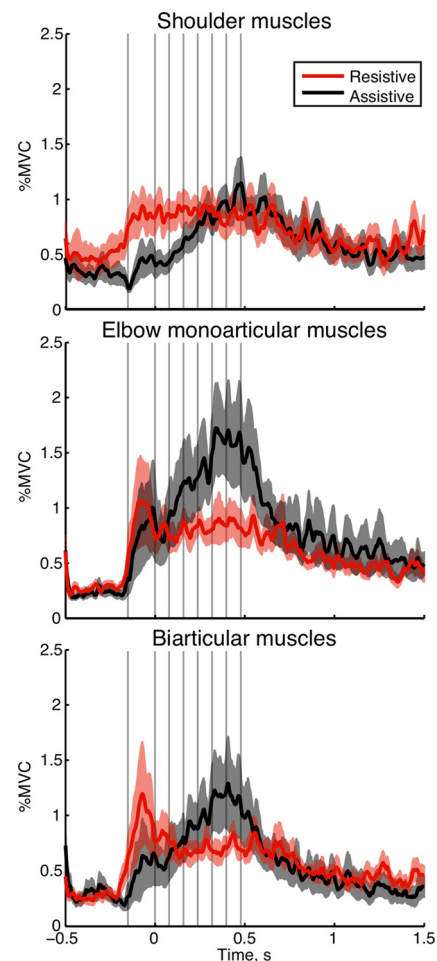 Shoulder muscles
2.5
2
1.5
1
0.5
0
%MVC
Resistive
Assistive
Elbow monoarticular muscles
2.5
2
1.5
1
0.5
0
%MVC
Biarticular muscles
2.5
2
1.5
1
0.5
0
%MVC
−0.5 0 0.5 1 1.5
Time, s